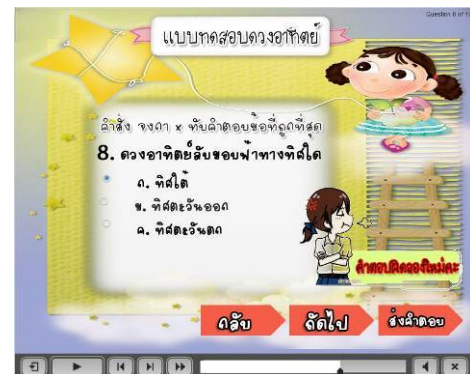 Question 8 of 1
แบบทดสอบดวงอาทิตย์
คำสั่ง จงกา x ทับคำตอบข้อที่ถูกที่สุด
8. ดวงอาทิตย์ลับขอบฟ้าทางทิศใด
ก. ทิศใต้
ข. ทิศตะวันออก
ค. ทิศตะวันตก
คำตอบผิดลองใหม่คะ
กลับ ถัดไป ส่งคำตอบ